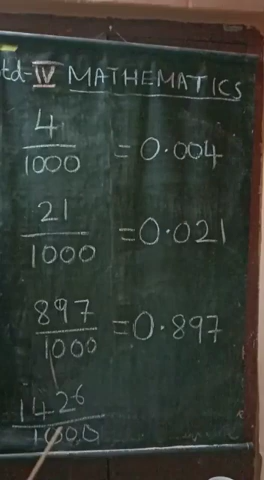 td-IV MATHEMATICS
4/1000 = 0.004
21/1000 = 0.021
897/1000 = 0.897
1426/1000